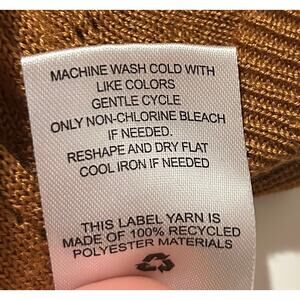 MACHINE WASH COLD WITH
LIKE COLORS
GENTLE CYCLE
ONLY NON-CHLORINE BLEACH
IF NEEDED.
RESHAPE AND DRY FLAT
COOL IRON IF NEEDED
THIS LABEL YARN IS
MADE OF 100% RECYCLED
POLYESTER MATERIALS